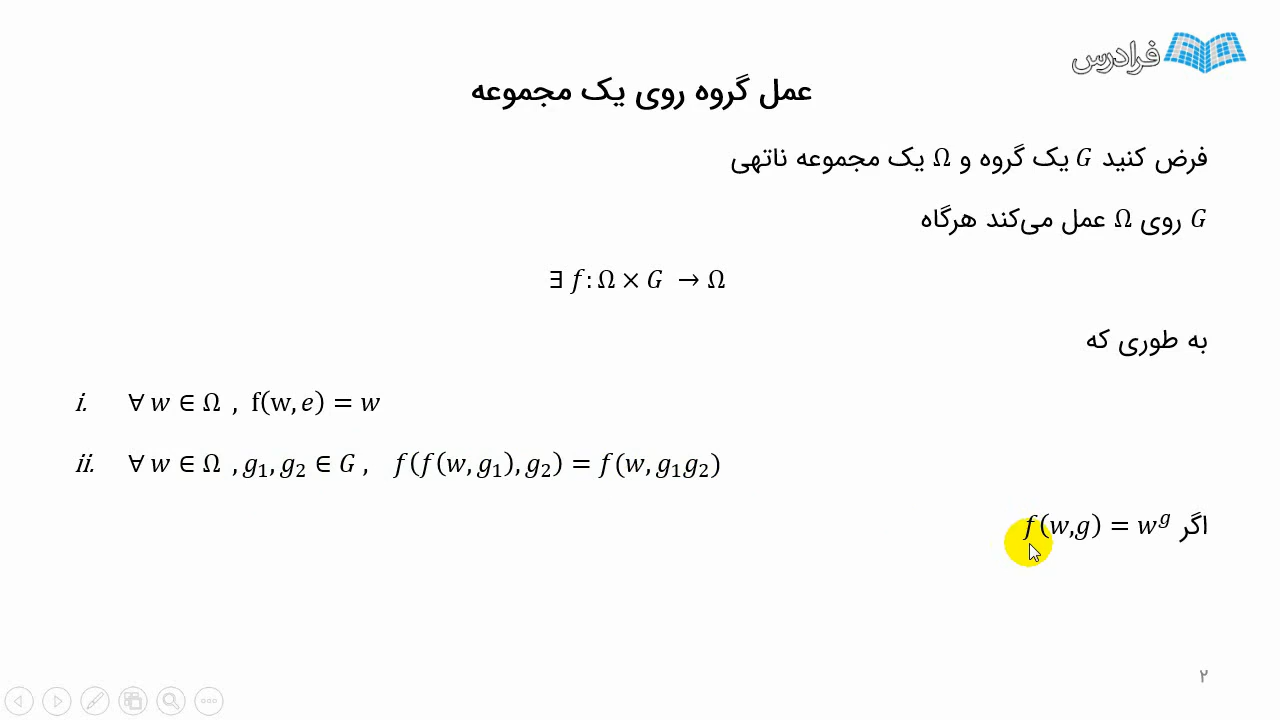 فرادرس
عمل گروه روی یک مجموعه
فرض کنید G یک گروه و Ω یک مجموعه ناتهی
G روی Ω عمل می‌کند هرگاه
∃ f: Ω × G → Ω
به طوری که
i. ∀ w ∈ Ω , f(w, e) = w
ii. ∀ w ∈ Ω , g₁, g₂ ∈ G , f(f(w, g₁), g₂) = f(w, g₁g₂)
اگر f(w,g) = wᵍ
۲